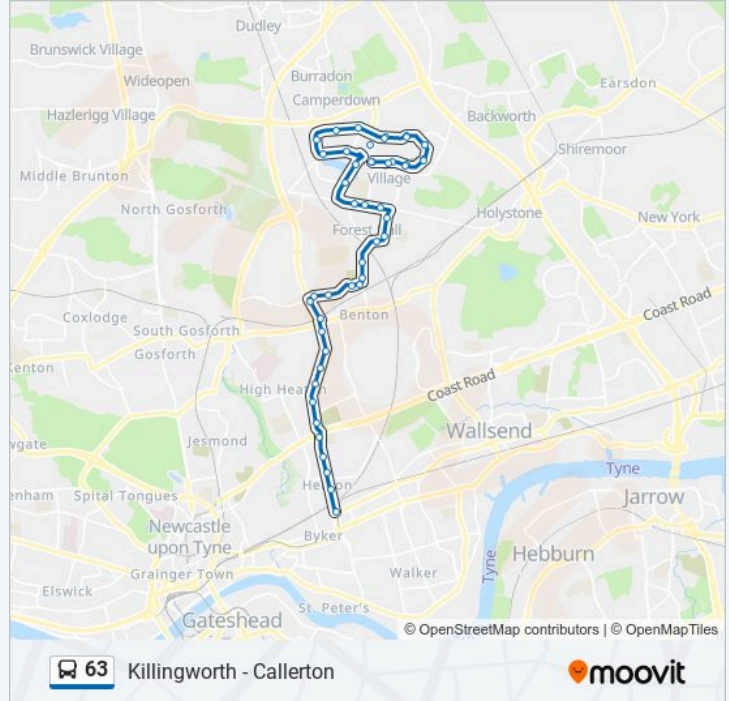 Dudley
Brunswick Village
Burradon
Wideopen
Camperdown
Earsdon
Hazlerigg Village
Backworth
Shiremoor
Middle Brunton
Village
North Gosforth
Holystone
New York
Forest Hill
Coxlodge
South Gosforth
Benton
Coast Road
Gosforth
Kenton
High Heaton
Coast Road
Jesmond
Wallsend
Tyne
Spital Tongues
Heaton
Jarrow
Newcastle
upon Tyne
Byker
Hebburn
Tyne
Grainger Town
Walker
Elswick
St. Peter's
Gateshead
© OpenStreetMap contributors | © OpenMapTiles
63 Killingworth - Callerton
moovit